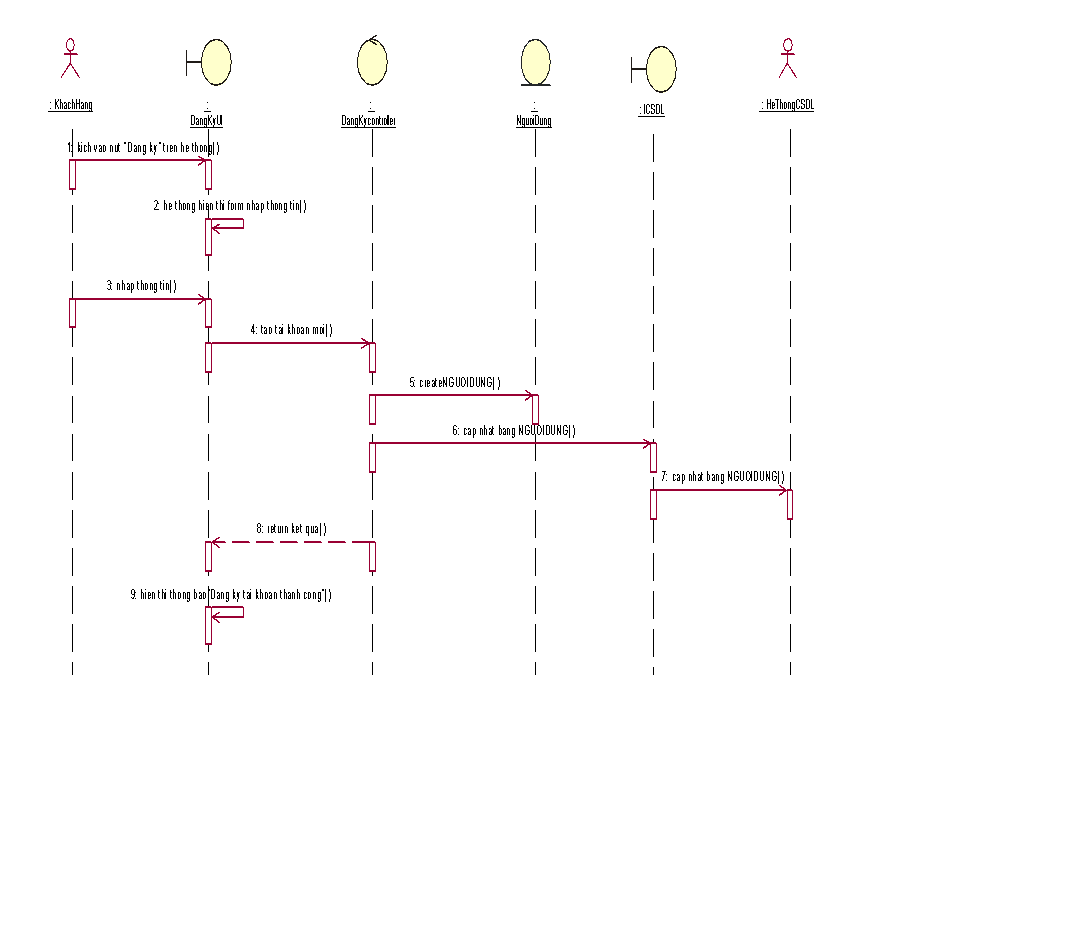 : KhachHang
:
DangKyUI
:
DangKycontroller
:
NguoiDung
: ICSDL
: HeThongCSDL
1: kich vao nut "Dang ky" tren he thong( )
2: he thong hien thi form nhap thong tin( )
3: nhap thong tin( )
4: tao tai khoan moi( )
5: createNGUOIDUNG( )
6: cap nhat bang NGUOIDUNG( )
7: cap nhat bang NGUOIDUNG( )
8: return ket qua( )
9: hien thi thong bao"Dang ky tai khoan thanh cong"( )